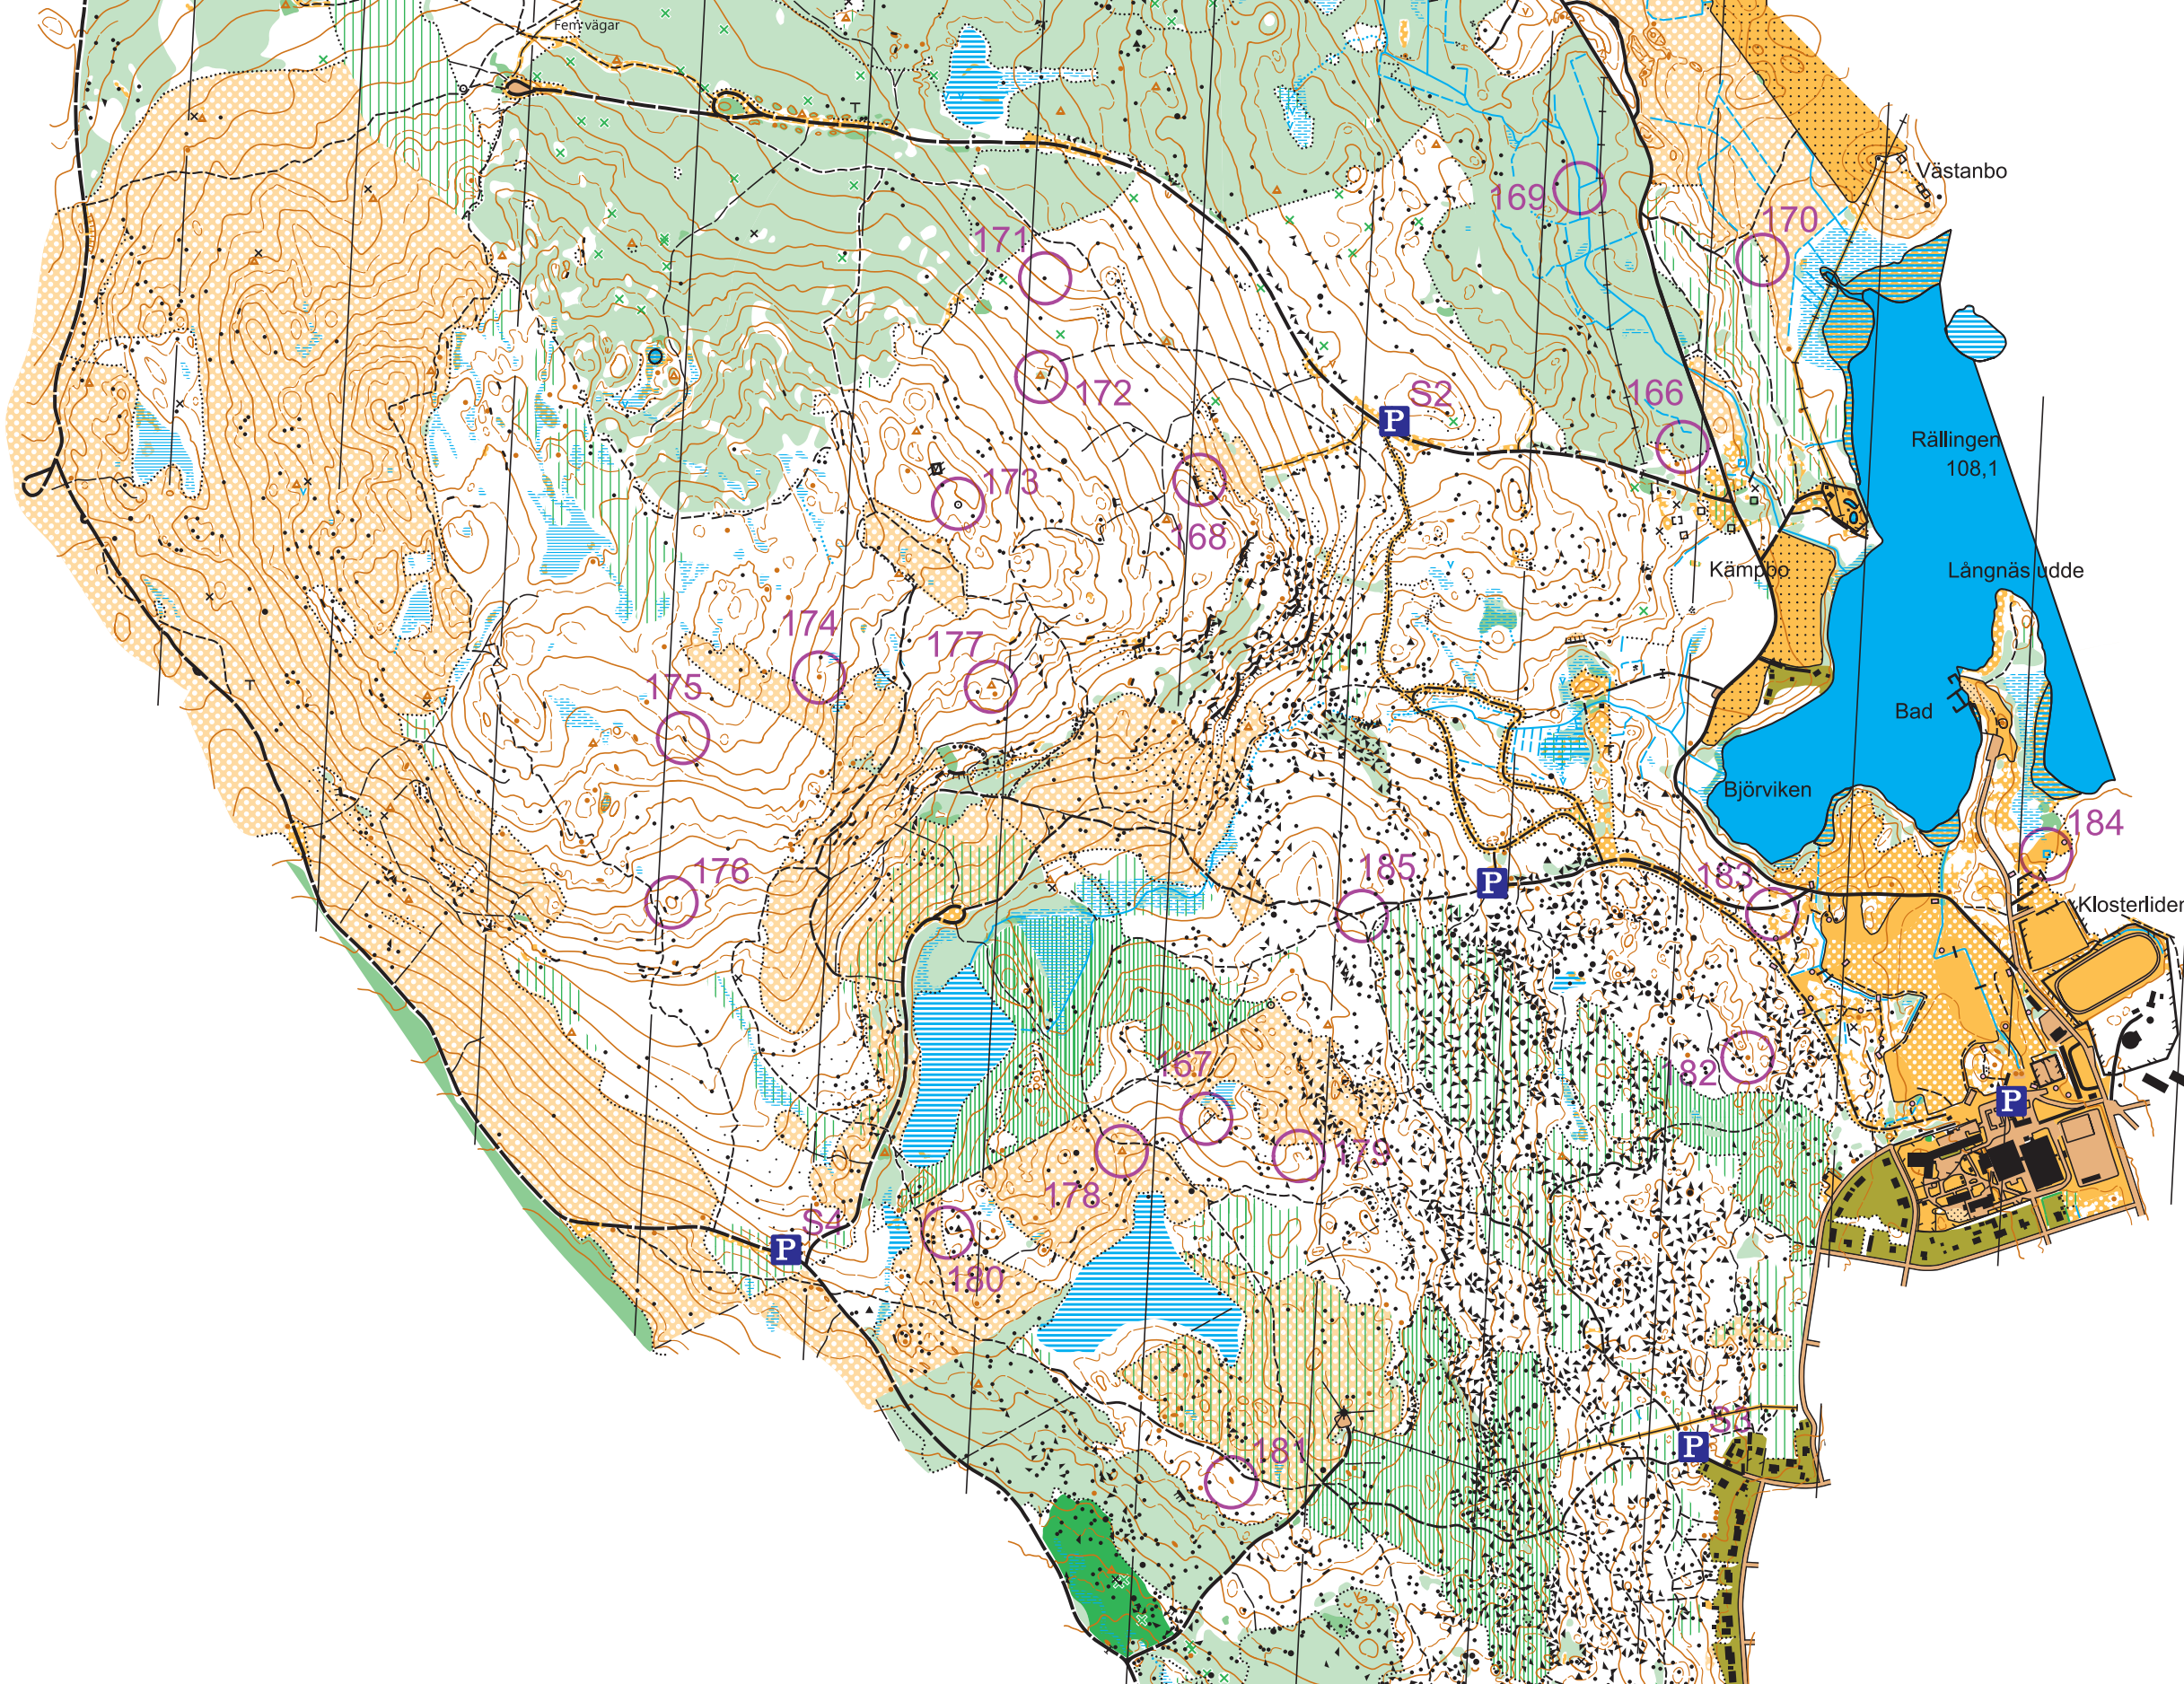 Fem vägar
Västanbo
169
170
171
172
S2
P
166
Rällingen
108,1
173
168
Kämpbo
Långnäs udde
174
177
175
Bad
Björviken
184
176
185
P
183
Klosterliden
167
182
P
179
178
S4
P
180
S3
P
181